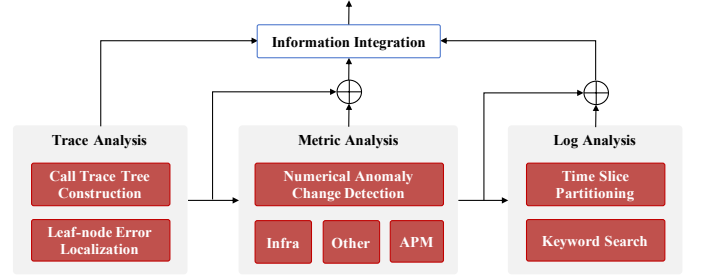 Information Integration
Trace Analysis
Call Trace Tree
Construction
Leaf-node Error
Localization
Metric Analysis
Numerical Anomaly
Change Detection
Infra
Other
APM
Log Analysis
Time Slice
Partitioning
Keyword Search